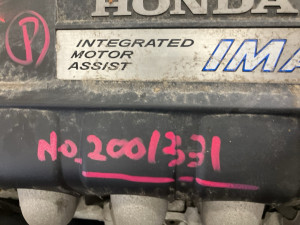 HONDA
(P)
INTEGRATED
MOTOR
ASSIST
IMA
No. 2001331